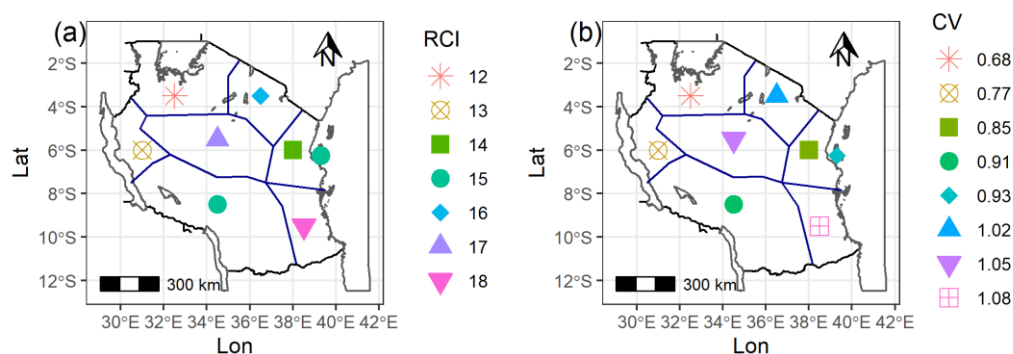 (a)
N
2°S
4°S
6°S
8°S
10°S
12°S
Lat
300 km
30°E 32°E 34°E 36°E 38°E 40°E 42°E
Lon
RCI
12
13
14
15
16
17
18
(b)
N
2°S
4°S
6°S
8°S
10°S
12°S
Lat
300 km
30°E 32°E 34°E 36°E 38°E 40°E 42°E
Lon
CV
0.68
0.77
0.85
0.91
0.93
1.02
1.05
1.08